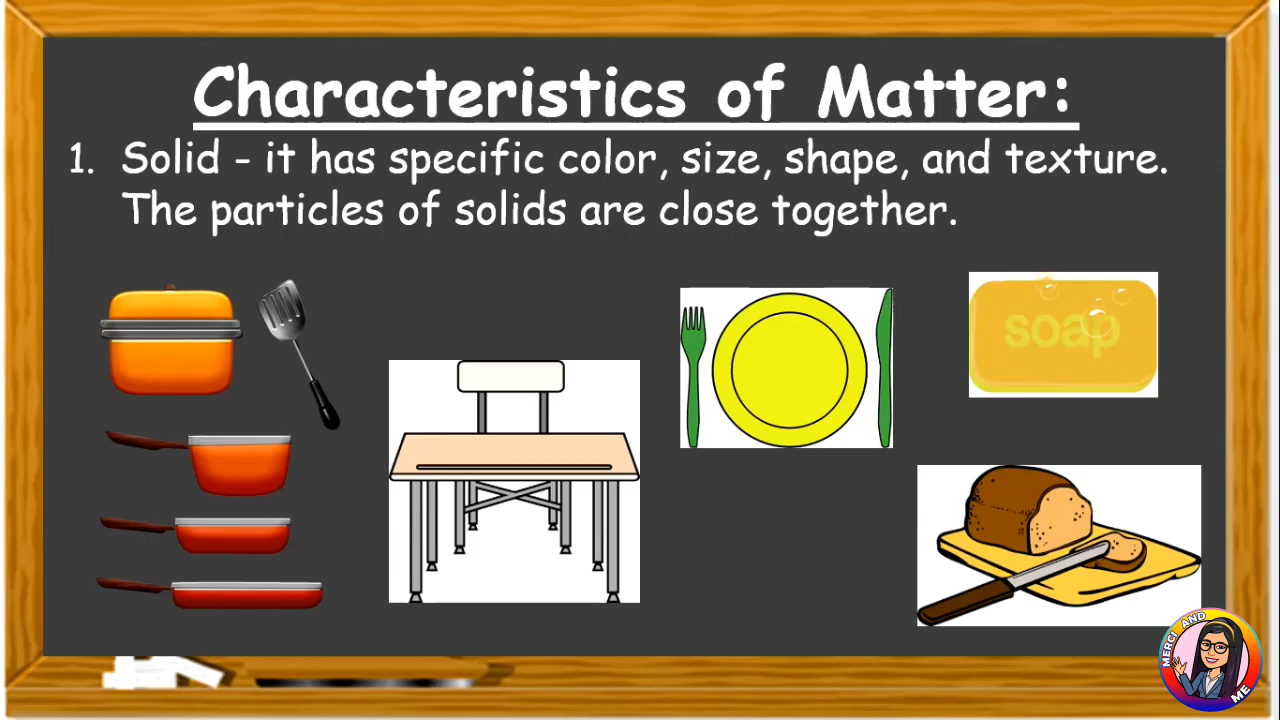 Characteristics of Matter:
1. Solid - it has specific color, size, shape, and texture.
The particles of solids are close together.
soap
MERCI AND
ME